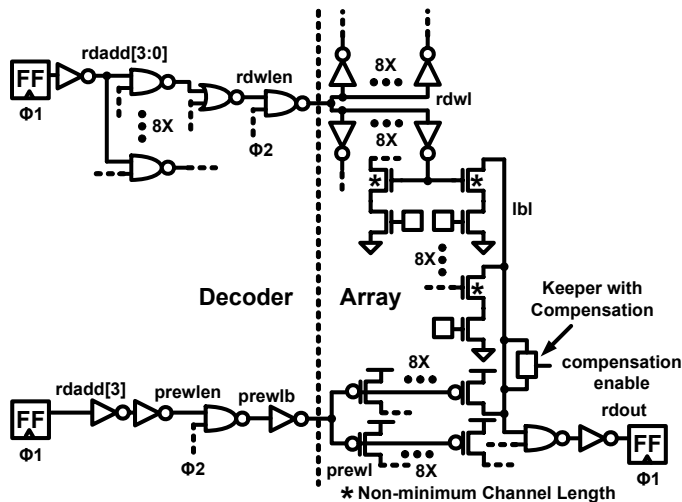 rdadd[3:0]
FF
Φ1
8X
rdwlen
Φ2
8X
rdwl
8X
*
*
lbl
8X
*
Decoder
Array
Keeper with
Compensation
compensation
enable
rdadd[3]
prewlen
prewlb
8X
rdout
FF
Φ1
Φ2
prewl
8X
FF
Φ1
* Non-minimum Channel Length